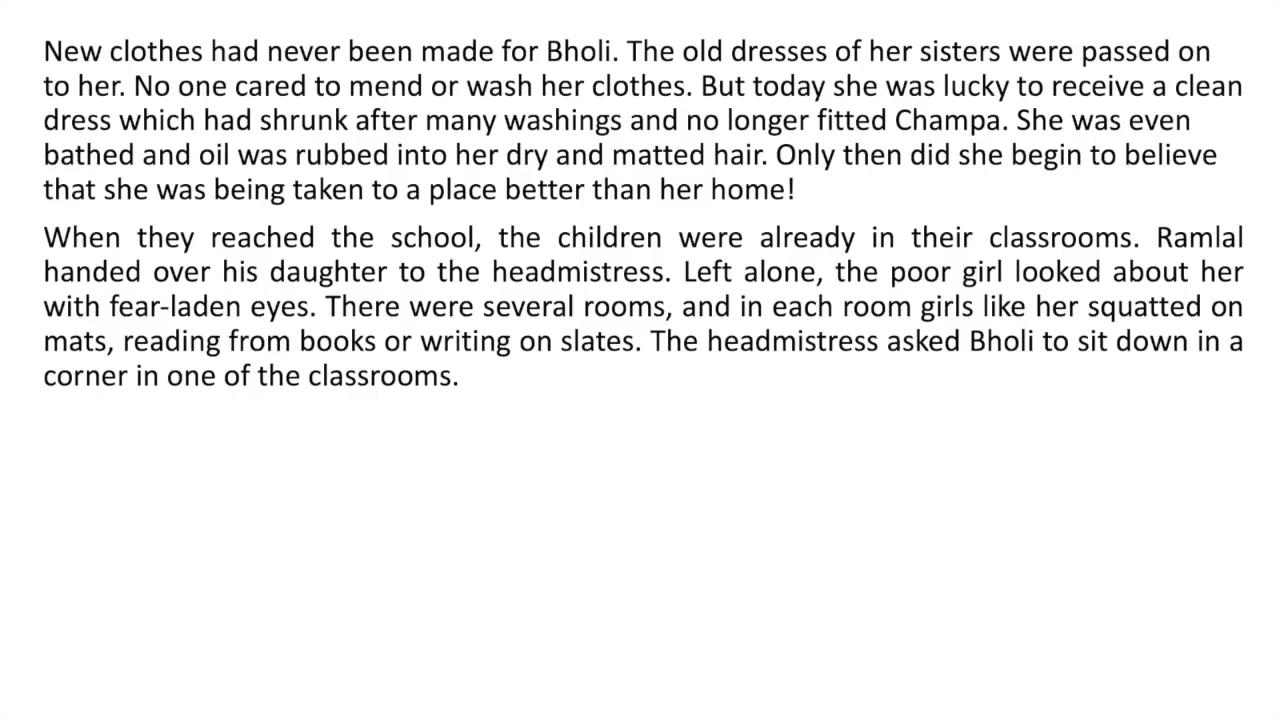 New clothes had never been made for Bholi. The old dresses of her sisters were passed on
to her. No one cared to mend or wash her clothes. But today she was lucky to receive a clean
dress which had shrunk after many washings and no longer fitted Champa. She was even
bathed and oil was rubbed into her dry and matted hair. Only then did she begin to believe
that she was being taken to a place better than her home!
When they reached the school, the children were already in their classrooms. Ramlal
handed over his daughter to the headmistress. Left alone, the poor girl looked about her
with fear-laden eyes. There were several rooms, and in each room girls like her squatted on
mats, reading from books or writing on slates. The headmistress asked Bholi to sit down in a
corner in one of the classrooms.